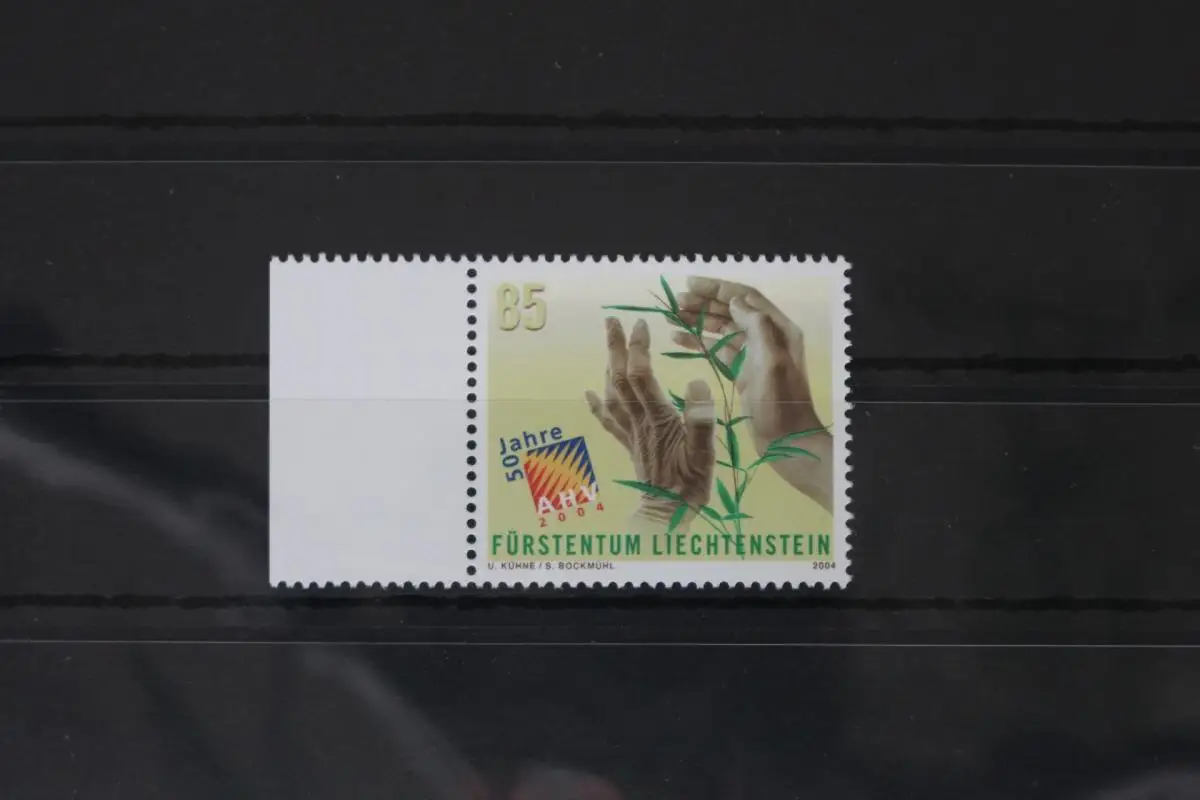 85
50 Jahre
AHV
2004
FÜRSTENTUM LIECHTENSTEIN
U. KÜHNE / S. BOCKMÜHL 2004